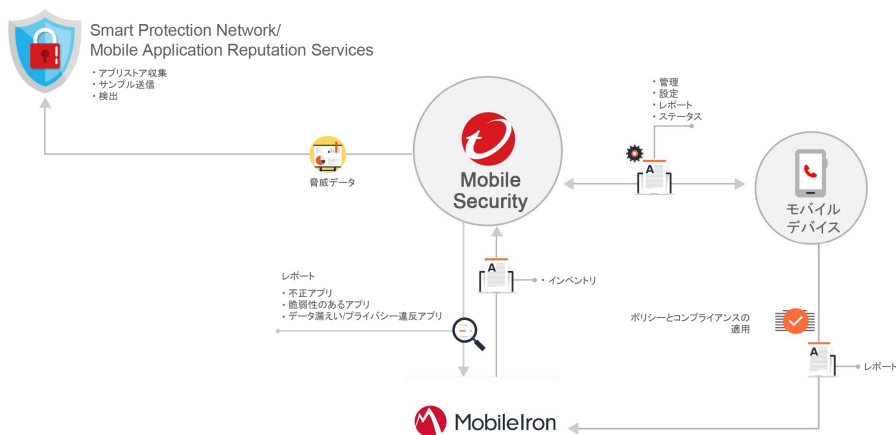 Smart Protection Network/
Mobile Application Reputation Services
・アプリストア収集
・サンプル送信
・検出
・管理
・設定
・レポート
・ステータス
脅威データ
Mobile
Security
A
モバイル
デバイス
レポート
・不正アプリ
・脆弱性のあるアプリ
・データ漏えい/プライバシー違反アプリ
A
・インベントリ
ポリシーとコンプライアンスの
適用
A
レポート
MobileIron